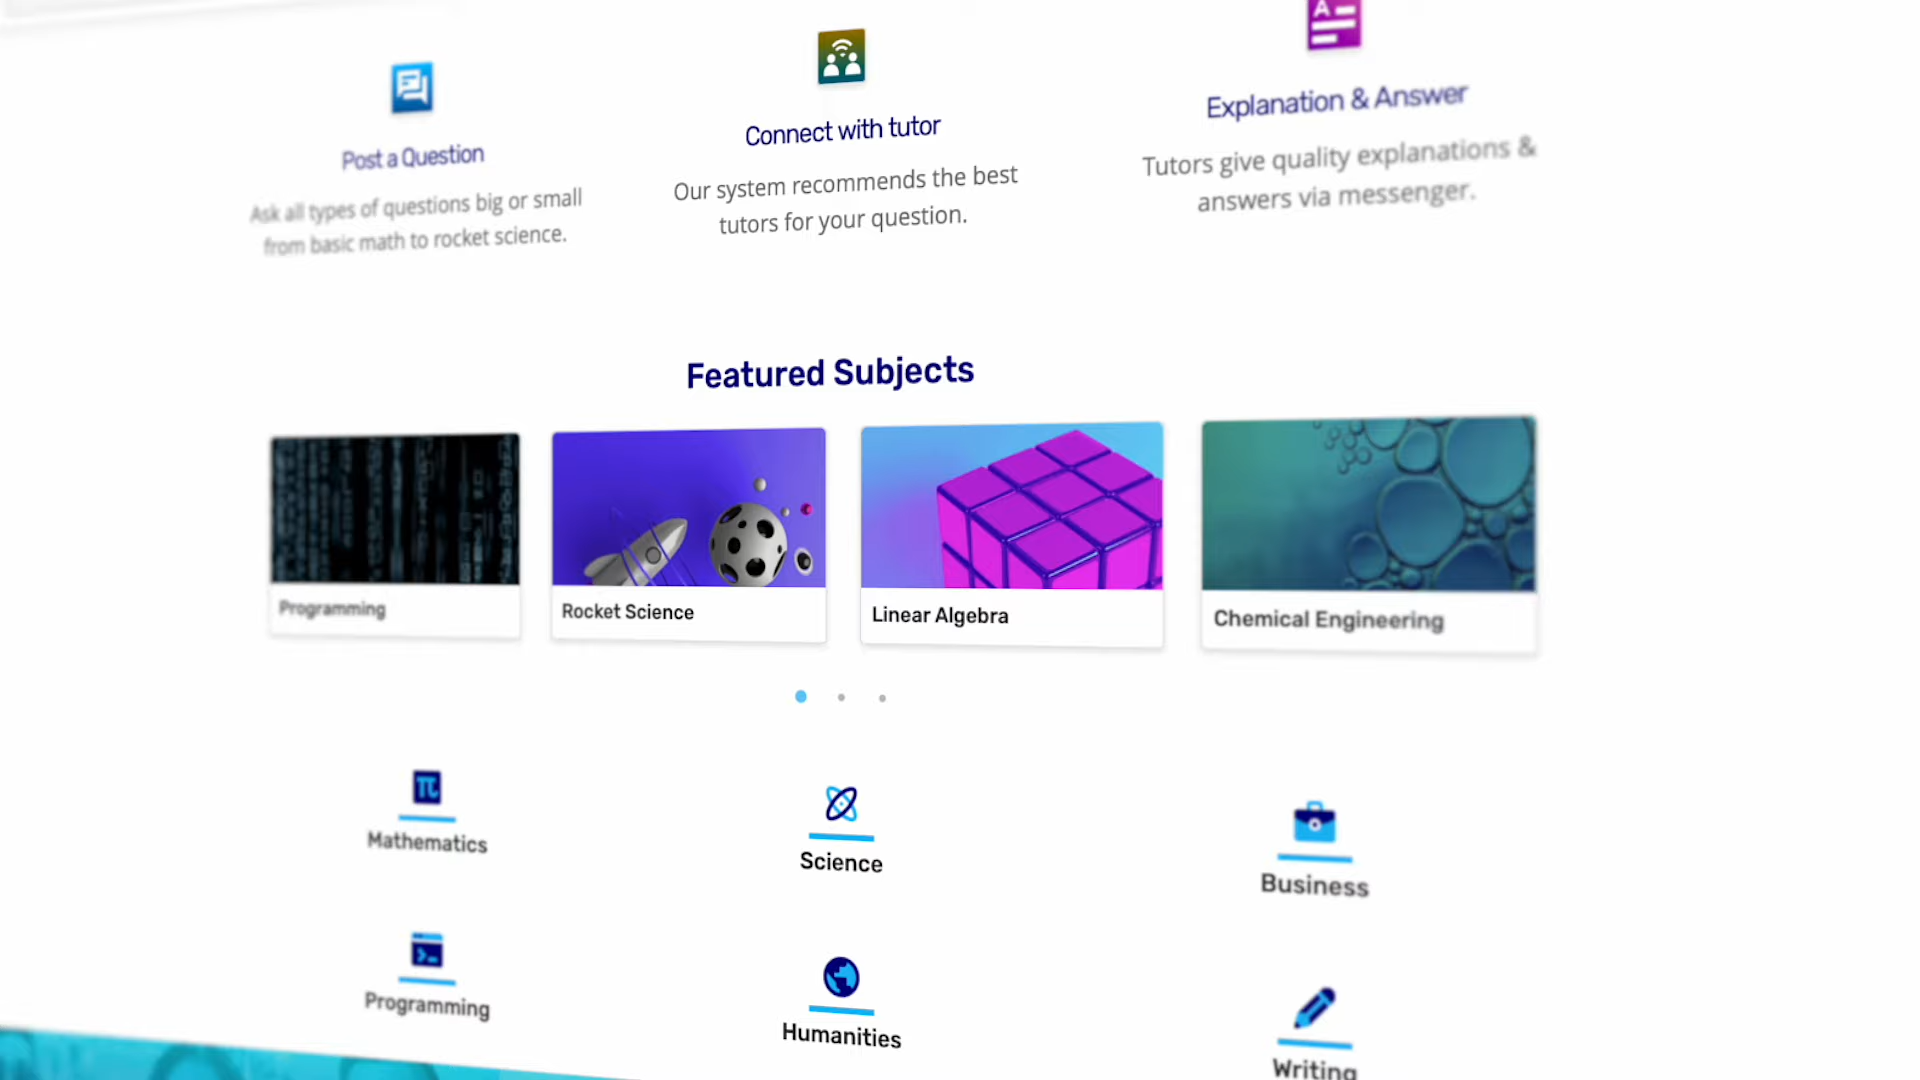 Post a Question
Ask all types of questions big or small
from basic math to rocket science.
Connect with tutor
Our system recommends the best
tutors for your question.
A
Explanation & Answer
Tutors give quality explanations &
answers via messenger.
Featured Subjects
Programming
Rocket Science
Linear Algebra
Chemical Engineering
Mathematics
Science
Business
Programming
Humanities
Writing